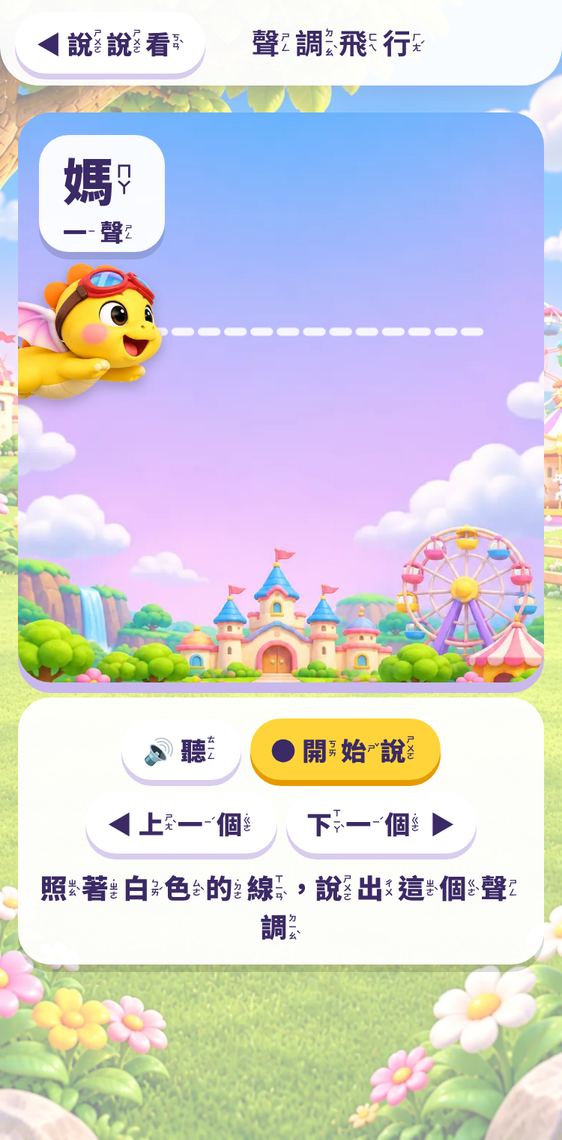 ◀ 說說看
聲調飛行
媽
一聲
🔊 聽
● 開始說
◀ 上一個
下一個 ▶
照著白色的線，說出這個聲
調